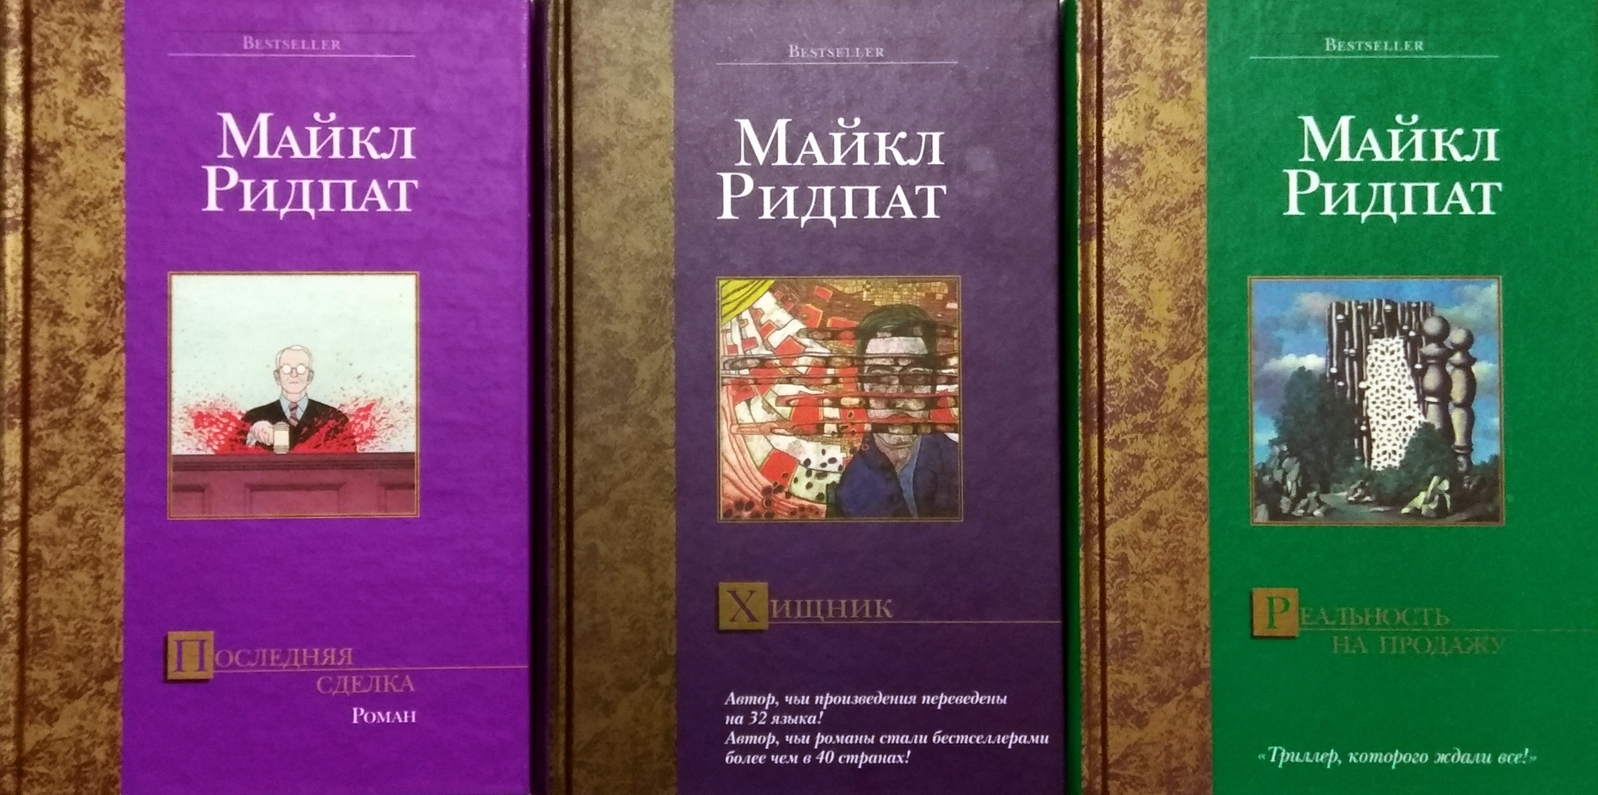 BESTSELLER
МАЙКЛ
РИДПАТ
ПОСЛЕДНЯЯ
СДЕЛКА
РОМАН
BESTSELLER
МАЙКЛ
РИДПАТ
ХИЩНИК
Автор, чьи произведения переведены
на 32 языка!
Автор, чьи романы стали бестселлерами
более чем в 40 странах!
BESTSELLER
МАЙКЛ
РИДПАТ
РЕАЛЬНОСТЬ
НА ПРОДАЖУ
«Триллер, которого ждали все!»